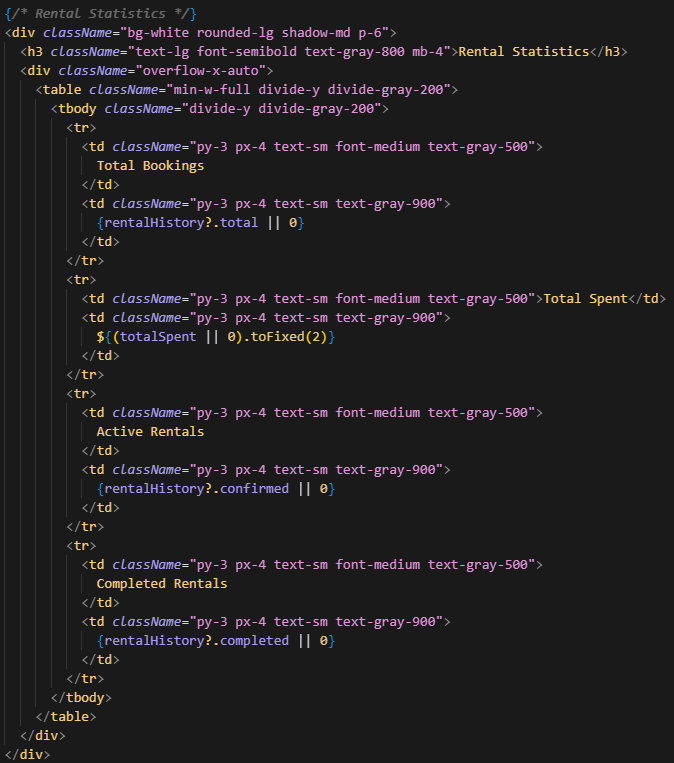 {/* Rental Statistics */}
<div className="bg-white rounded-lg shadow-md p-6">
  <h3 className="text-lg font-semibold text-gray-800 mb-4">Rental Statistics</h3>
  <div className="overflow-x-auto">
    <table className="min-w-full divide-y divide-gray-200">
      <tbody className="divide-y divide-gray-200">
        <tr>
          <td className="py-3 px-4 text-sm font-medium text-gray-500">
            Total Bookings
          </td>
          <td className="py-3 px-4 text-sm text-gray-900">
            {rentalHistory?.total || 0}
          </td>
        </tr>
        <tr>
          <td className="py-3 px-4 text-sm font-medium text-gray-500">Total Spent</td>
          <td className="py-3 px-4 text-sm text-gray-900">
            ${(totalSpent || 0).toFixed(2)}
          </td>
        </tr>
        <tr>
          <td className="py-3 px-4 text-sm font-medium text-gray-500">
            Active Rentals
          </td>
          <td className="py-3 px-4 text-sm text-gray-900">
            {rentalHistory?.confirmed || 0}
          </td>
        </tr>
        <tr>
          <td className="py-3 px-4 text-sm font-medium text-gray-500">
            Completed Rentals
          </td>
          <td className="py-3 px-4 text-sm text-gray-900">
            {rentalHistory?.completed || 0}
          </td>
        </tr>
      </tbody>
    </table>
  </div>
</div>